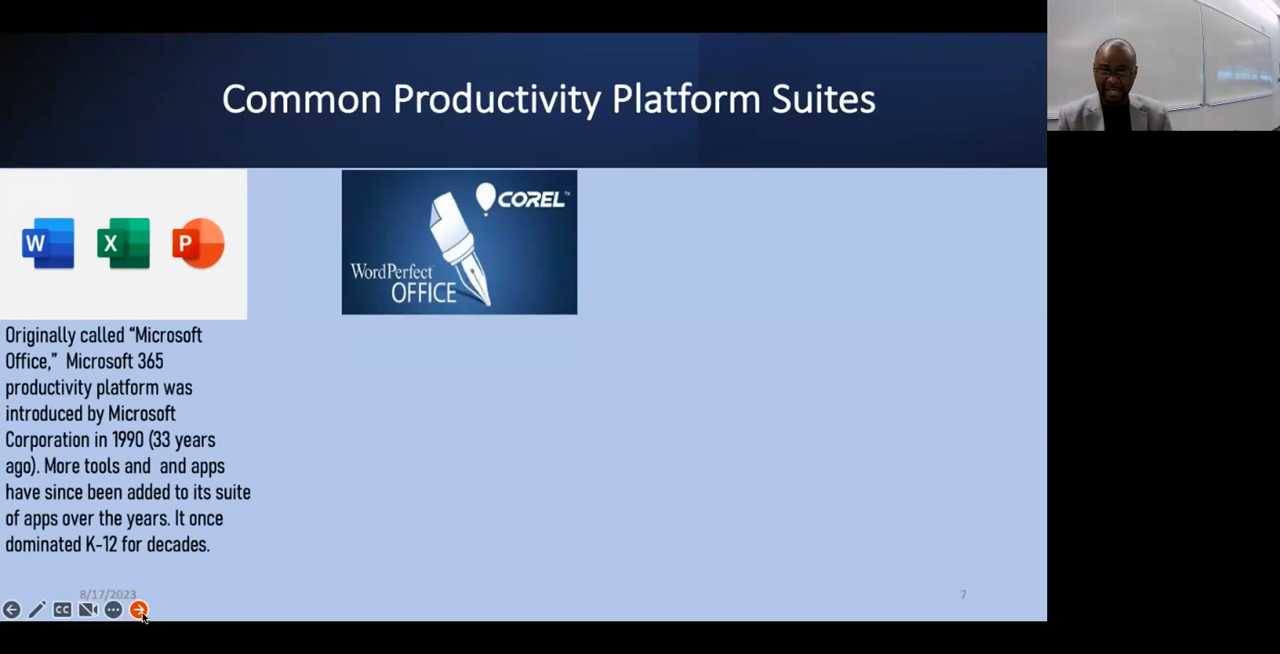 Common Productivity Platform Suites
W X P
COREL™
WordPerfect
OFFICE
Originally called “Microsoft
Office,” Microsoft 365
productivity platform was
introduced by Microsoft
Corporation in 1990 (33 years
ago). More tools and and apps
have since been added to its suite
of apps over the years. It once
dominated K-12 for decades.
8/17/2023
7
CC